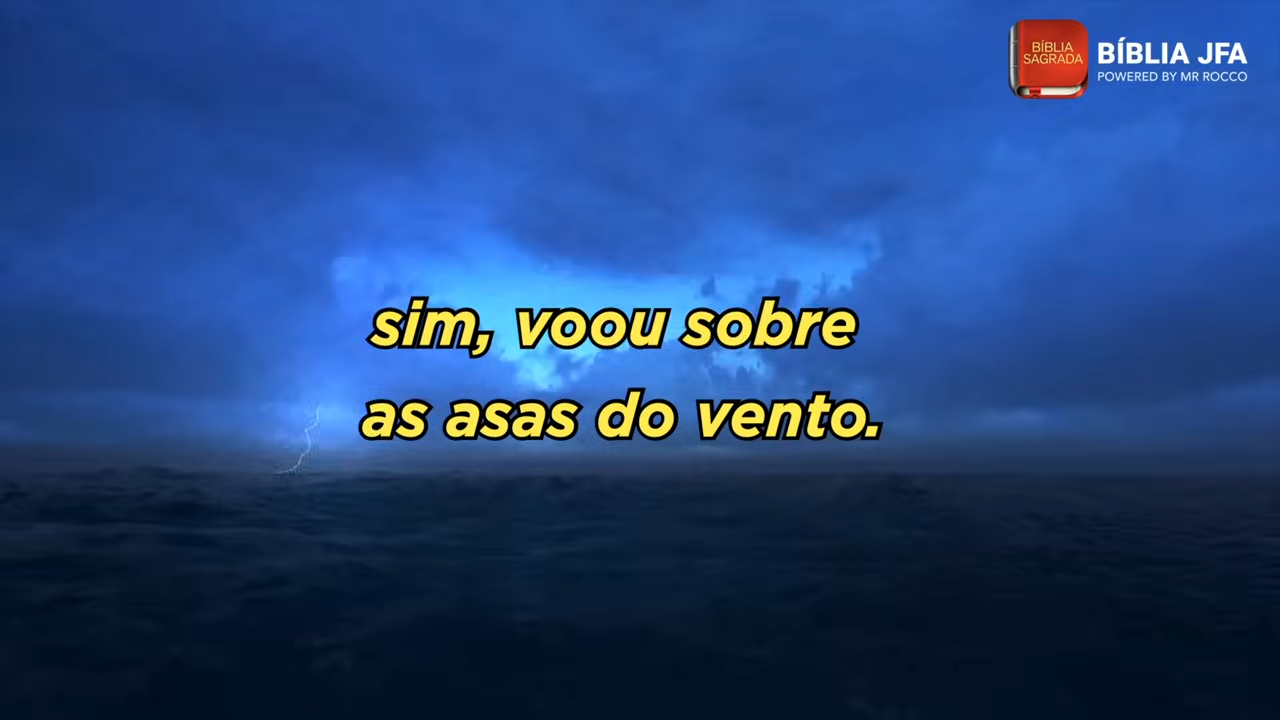 BÍBLIA
SAGRADA
BÍBLIA JFA
POWERED BY MR ROCCO
sim, voou sobre
as asas do vento.